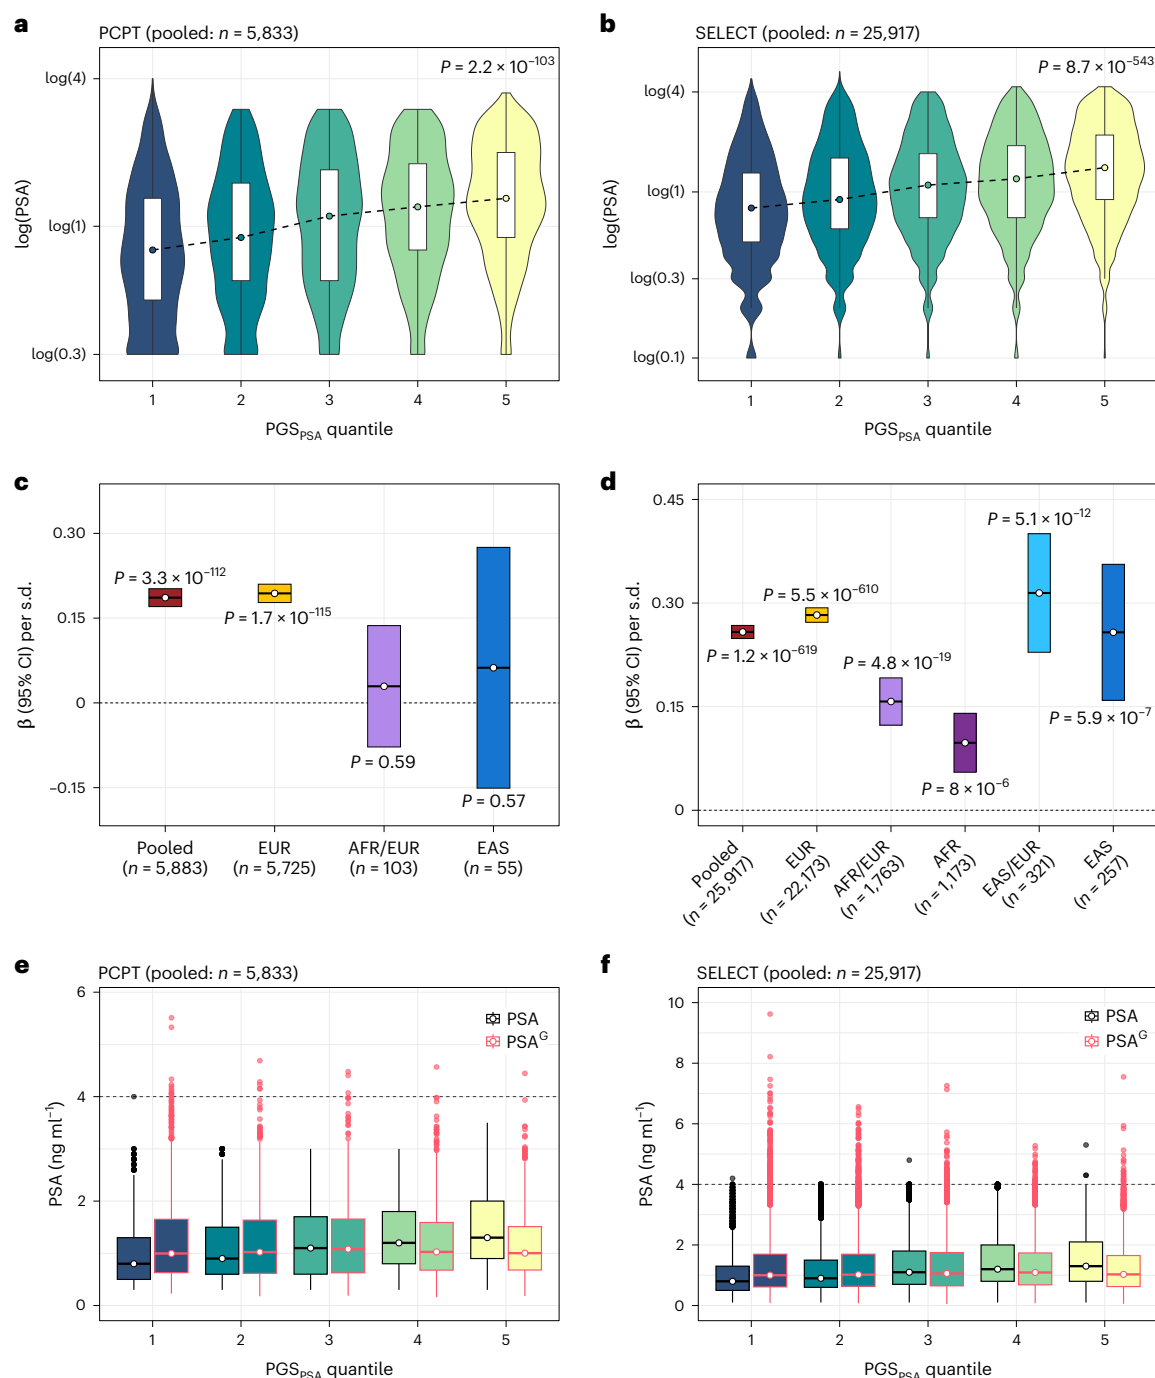 a
PCPT (pooled: n = 5,833)
P = 2.2 × 10⁻¹⁰³
log(4)
log(1)
log(0.3)
log(PSA)
1 2 3 4 5
PGS_PSA quantile
b
SELECT (pooled: n = 25,917)
P = 8.7 × 10⁻⁵⁴³
log(4)
log(1)
log(0.3)
log(0.1)
log(PSA)
1 2 3 4 5
PGS_PSA quantile
c
0.30
0.15
0
−0.15
β (95% CI) per s.d.
P = 3.3 × 10⁻¹¹²
P = 1.7 × 10⁻¹¹⁵
P = 0.59
P = 0.57
Pooled EUR AFR/EUR EAS
(n = 5,883) (n = 5,725) (n = 103) (n = 55)
d
0.45
0.30
0.15
0
β (95% CI) per s.d.
P = 5.1 × 10⁻¹²
P = 5.5 × 10⁻⁶¹⁰
P = 1.2 × 10⁻⁶¹⁹
P = 4.8 × 10⁻¹⁹
P = 5.9 × 10⁻⁷
P = 8 × 10⁻⁶
Pooled
(n = 25,917)
EUR
(n = 22,173)
AFR/EUR
(n = 1,763)
AFR
(n = 1,173)
EAS/EUR
(n = 321)
EAS
(n = 257)
e
PCPT (pooled: n = 5,833)
6
4
2
0
PSA (ng ml⁻¹)
PSA
PSAᴳ
1 2 3 4 5
PGS_PSA quantile
f
SELECT (pooled: n = 25,917)
10
8
6
4
2
0
PSA (ng ml⁻¹)
PSA
PSAᴳ
1 2 3 4 5
PGS_PSA quantile